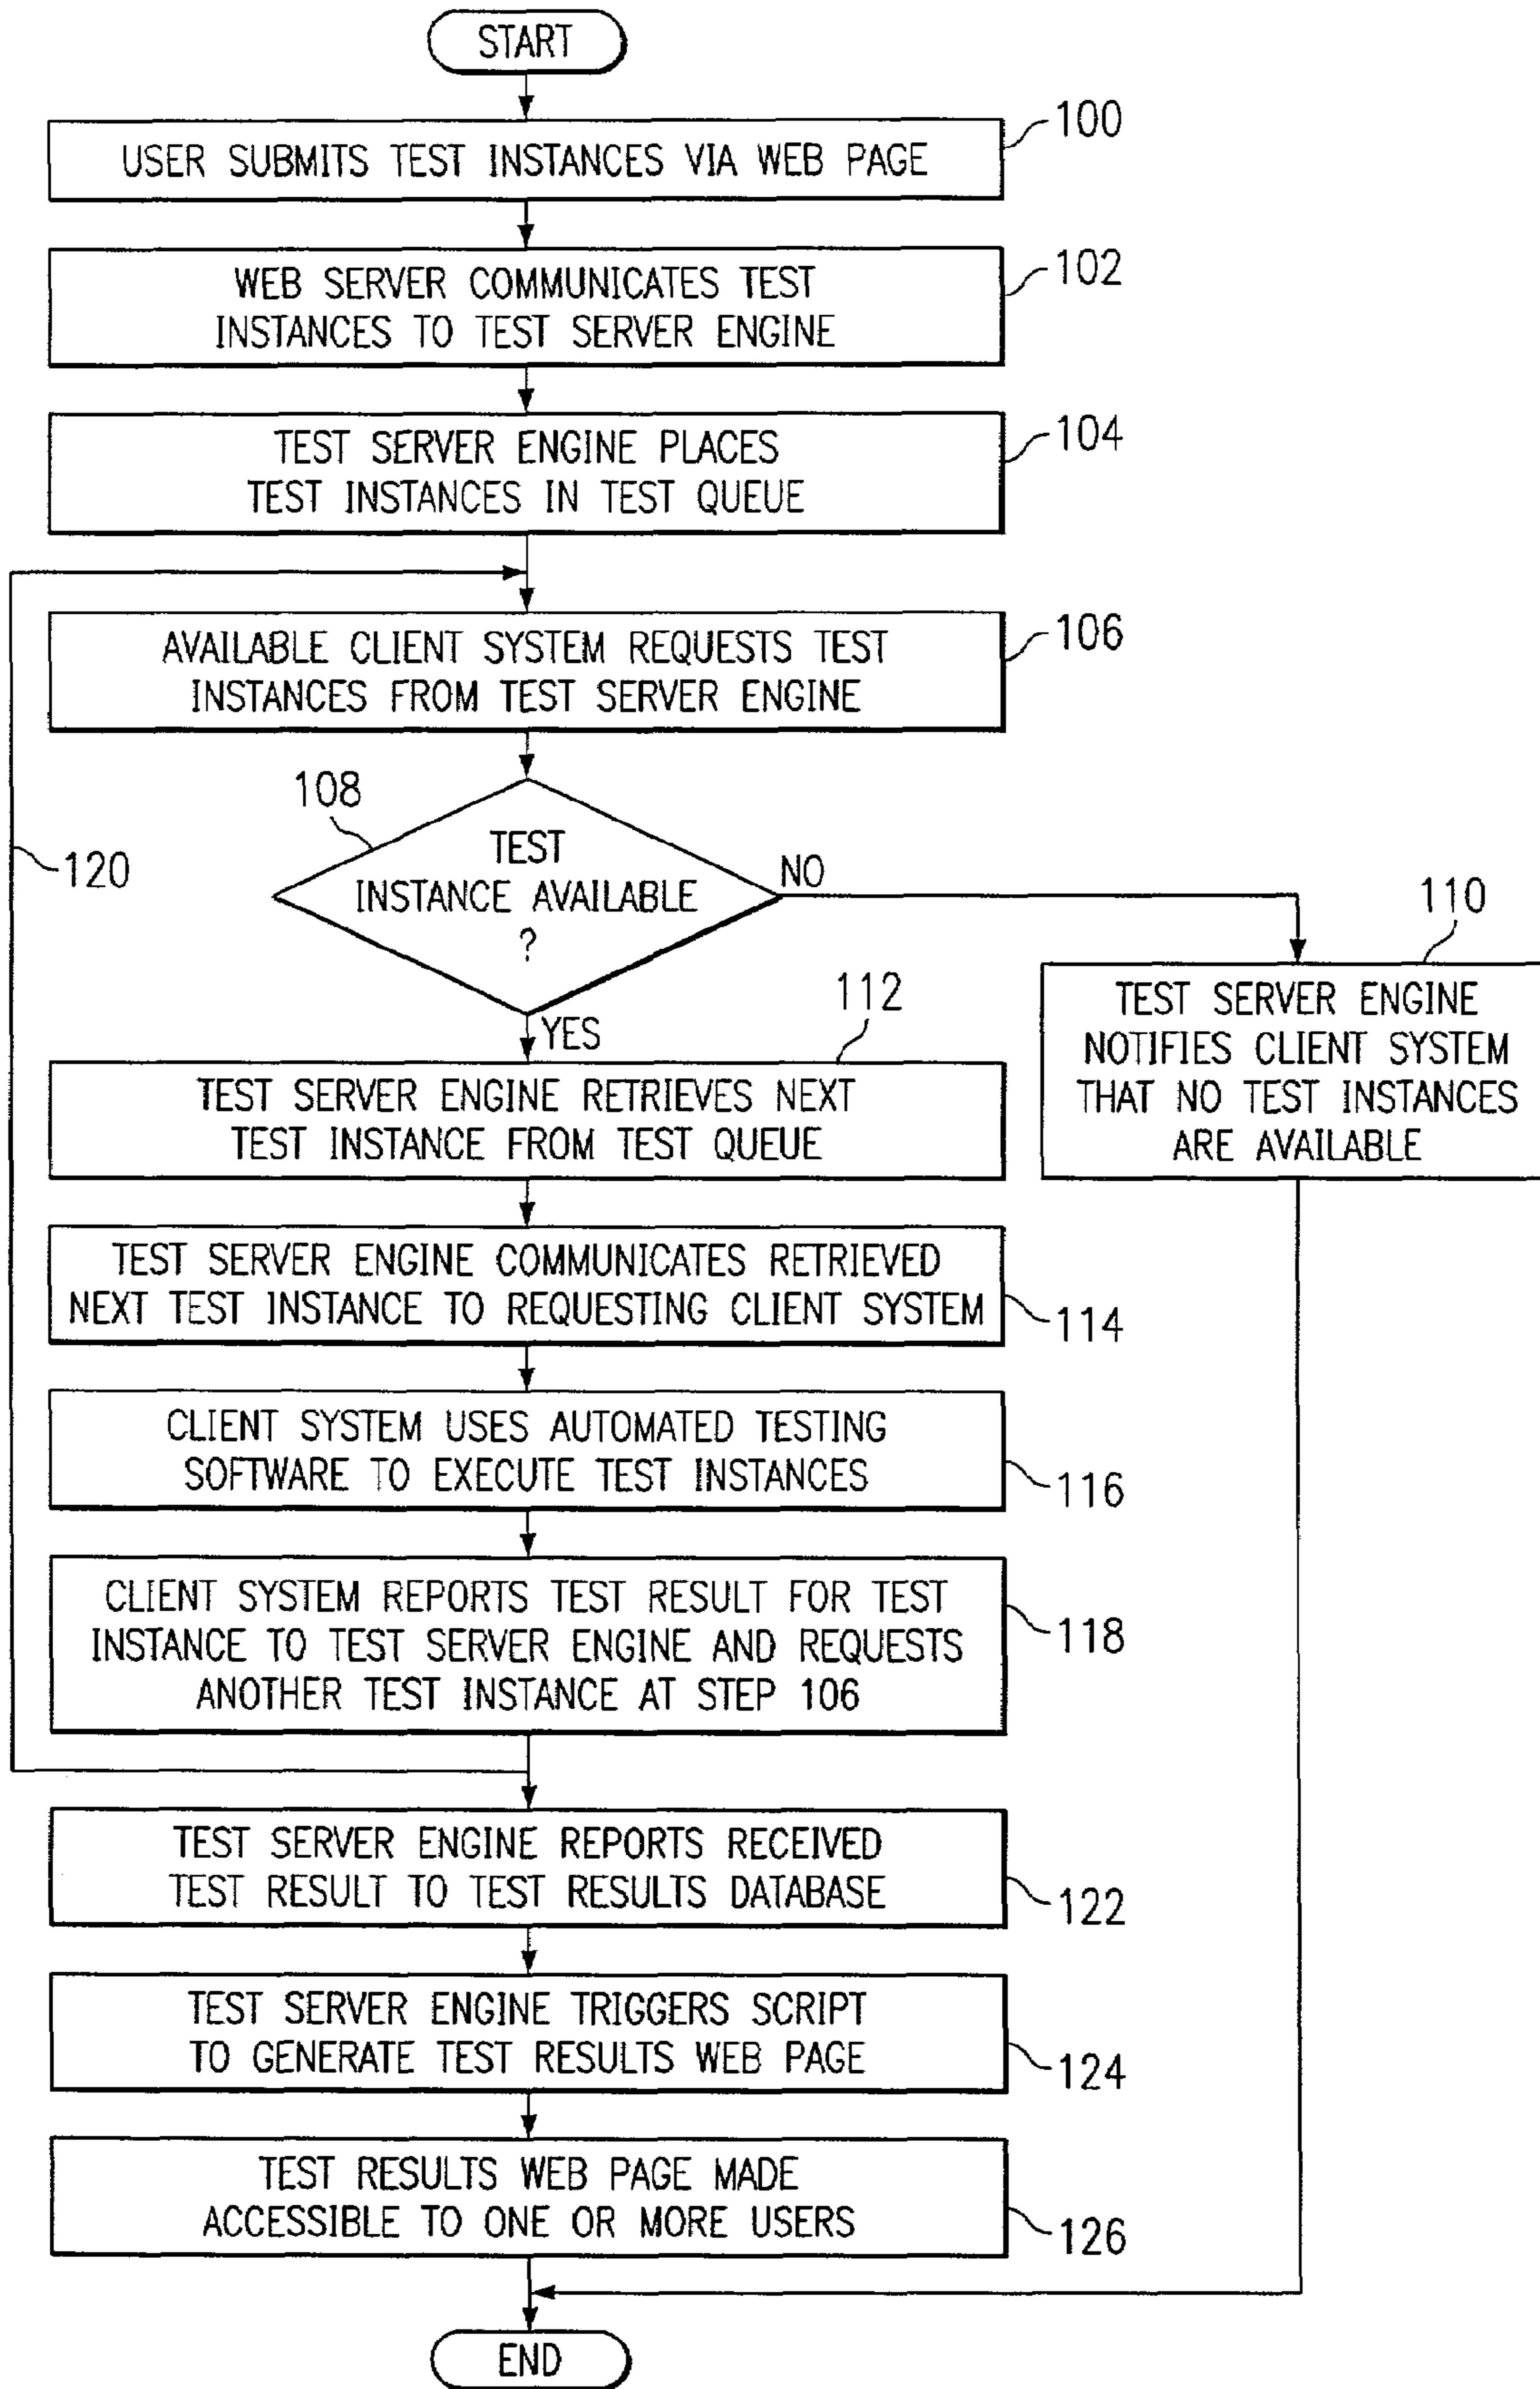 START
100
USER SUBMITS TEST INSTANCES VIA WEB PAGE
102
WEB SERVER COMMUNICATES TEST
INSTANCES TO TEST SERVER ENGINE
104
TEST SERVER ENGINE PLACES
TEST INSTANCES IN TEST QUEUE
106
AVAILABLE CLIENT SYSTEM REQUESTS TEST
INSTANCES FROM TEST SERVER ENGINE
108
TEST
INSTANCE AVAILABLE
?
120
NO
YES
110
TEST SERVER ENGINE
NOTIFIES CLIENT SYSTEM
THAT NO TEST INSTANCES
ARE AVAILABLE
112
TEST SERVER ENGINE RETRIEVES NEXT
TEST INSTANCE FROM TEST QUEUE
TEST SERVER ENGINE COMMUNICATES RETRIEVED
NEXT TEST INSTANCE TO REQUESTING CLIENT SYSTEM
114
CLIENT SYSTEM USES AUTOMATED TESTING
SOFTWARE TO EXECUTE TEST INSTANCES
116
CLIENT SYSTEM REPORTS TEST RESULT FOR TEST
INSTANCE TO TEST SERVER ENGINE AND REQUESTS
ANOTHER TEST INSTANCE AT STEP 106
118
TEST SERVER ENGINE REPORTS RECEIVED
TEST RESULT TO TEST RESULTS DATABASE
122
TEST SERVER ENGINE TRIGGERS SCRIPT
TO GENERATE TEST RESULTS WEB PAGE
124
TEST RESULTS WEB PAGE MADE
ACCESSIBLE TO ONE OR MORE USERS
126
END